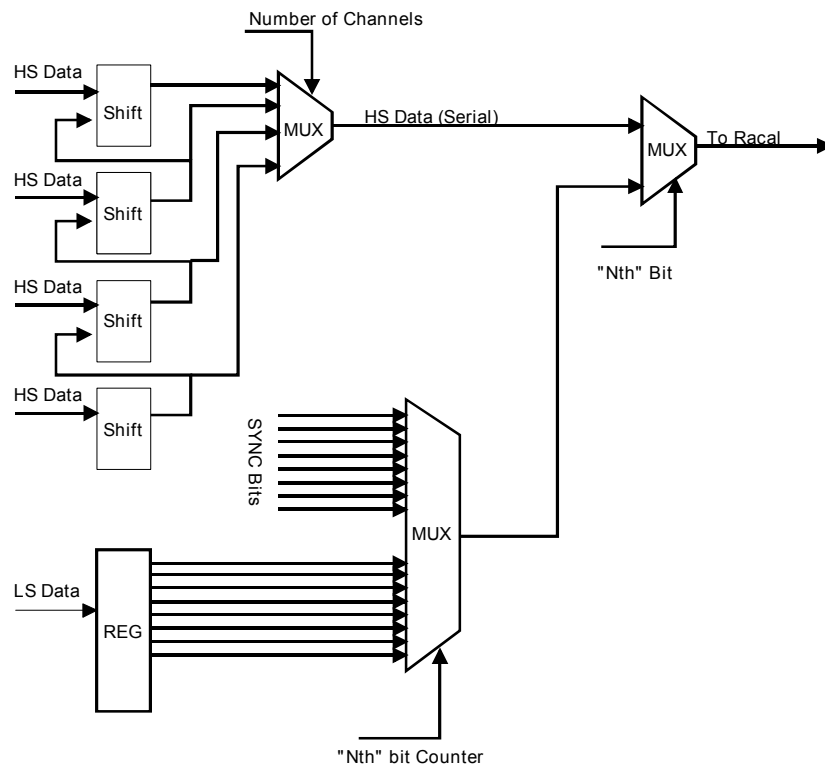 Number of Channels
HS Data
Shift
MUX
HS Data (Serial)
MUX
To Racal
HS Data
Shift
"Nth" Bit
HS Data
Shift
HS Data
Shift
SYNC Bits
MUX
LS Data
REG
"Nth" bit Counter